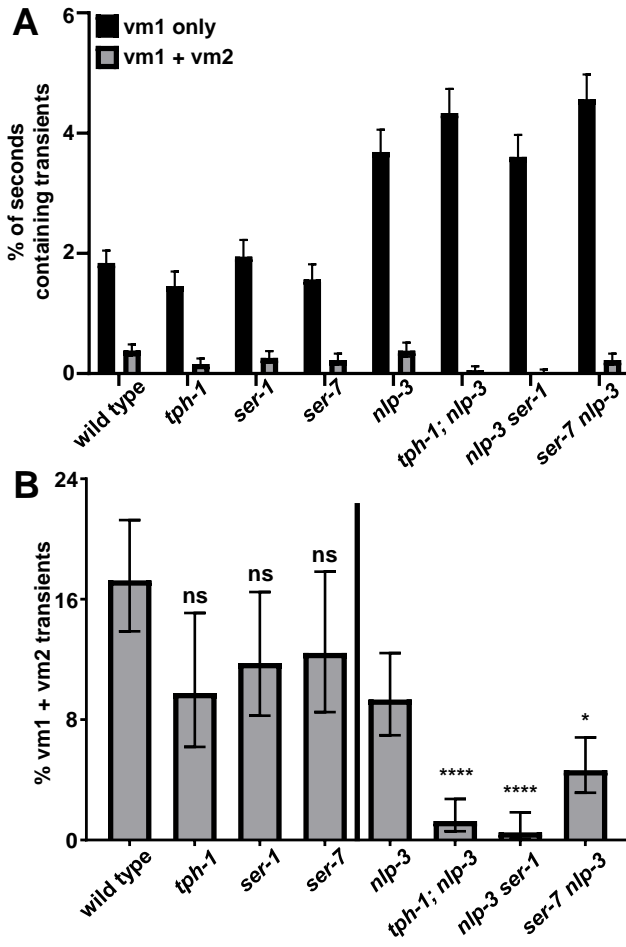 A
vm1 only
vm1 + vm2
% of seconds
containing transients
6
4
2
0
wild type
tph-1
ser-1
ser-7
nlp-3
tph-1; nlp-3
nlp-3 ser-1
ser-7 nlp-3
B
% vm1 + vm2 transients
24
16
8
0
ns
ns
ns
****
****
*
wild type
tph-1
ser-1
ser-7
nlp-3
tph-1; nlp-3
nlp-3 ser-1
ser-7 nlp-3